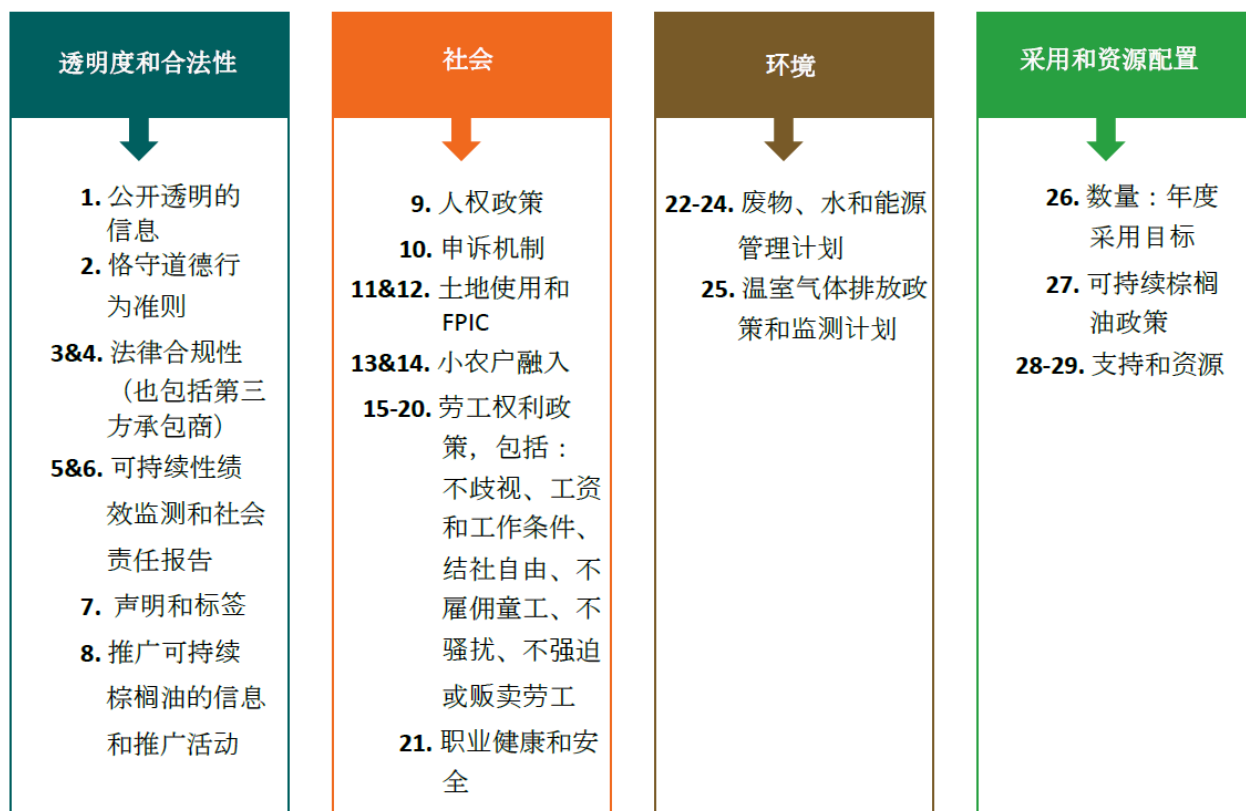 透明度和合法性
1. 公开透明的
信息
2. 恪守道德行
为准则
3&4. 法律合规性
（也包括第三
方承包商）
5&6. 可持续性绩
效监测和社会
责任报告
7. 声明和标签
8. 推广可持续
棕榈油的信息
和推广活动
社会
9. 人权政策
10. 申诉机制
11&12. 土地使用和
FPIC
13&14. 小农户融入
15-20. 劳工权利政
策，包括：
不歧视、工资
和工作条件、
结社自由、不
雇佣童工、不
骚扰、不强迫
或贩卖劳工
21. 职业健康和安
全
环境
22-24. 废物、水和能源
管理计划
25. 温室气体排放政
策和监测计划
采用和资源配置
26. 数量：年度
采用目标
27. 可持续棕榈
油政策
28-29. 支持和资源